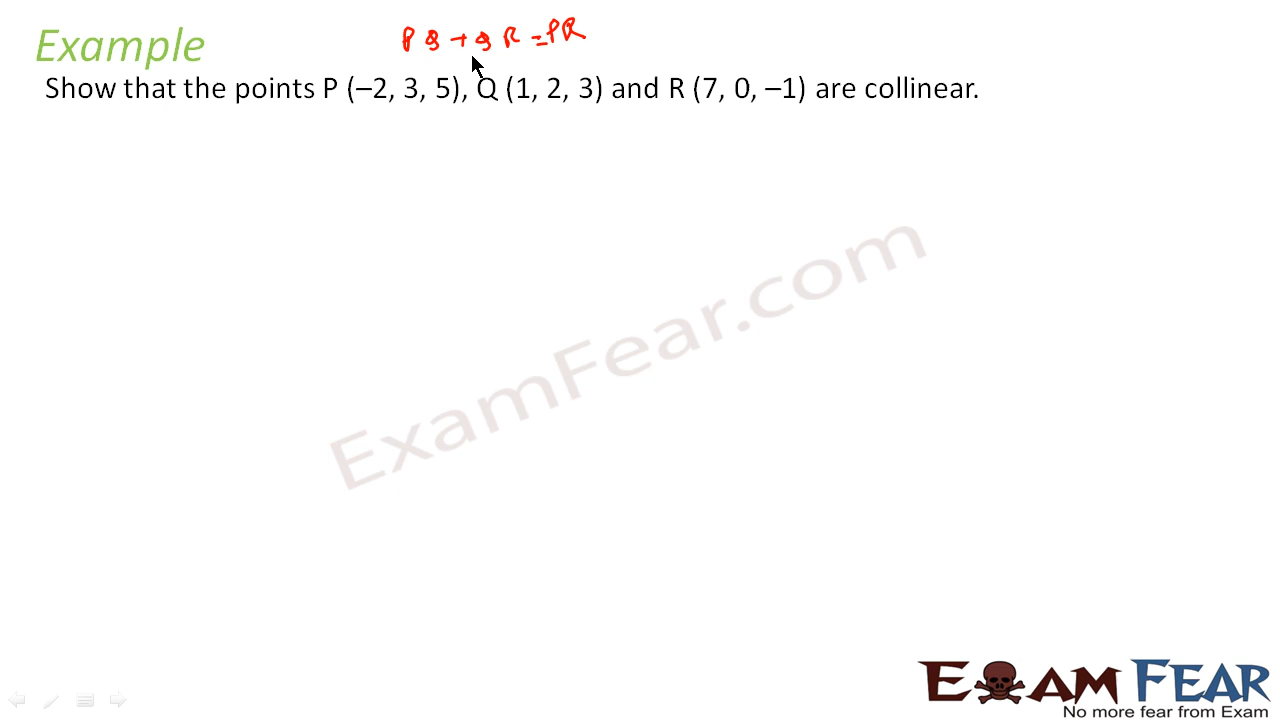 Example
PQ + QR = PR
Show that the points P (–2, 3, 5), Q (1, 2, 3) and R (7, 0, –1) are collinear.
ExamFear.com
EXAM FEAR
No more fear from Exam